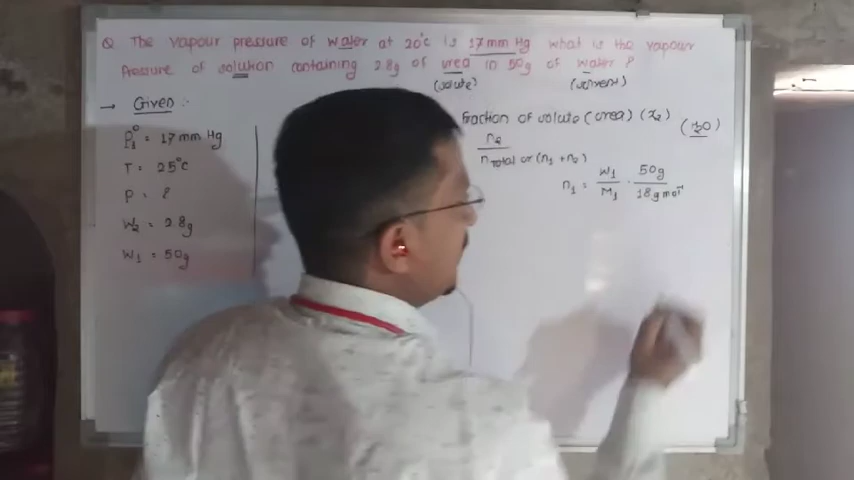 Q The vapour pressure of water at 20°C is 17 mm Hg what is the vapour
Pressure of solution containing 2.8g of urea in 50g of water ?
(solute) (solvent)
→ Given :-
P₁° = 17 mm Hg
T = 25°C
P = ?
W₂ = 2.8g
W₁ = 50g
fraction of solute (urea) (x₂)
(H₂O)
n₂
n Total or (n₁ + n₂)
n₁ = W₁ / M₁ · 50g / 18g mol⁻